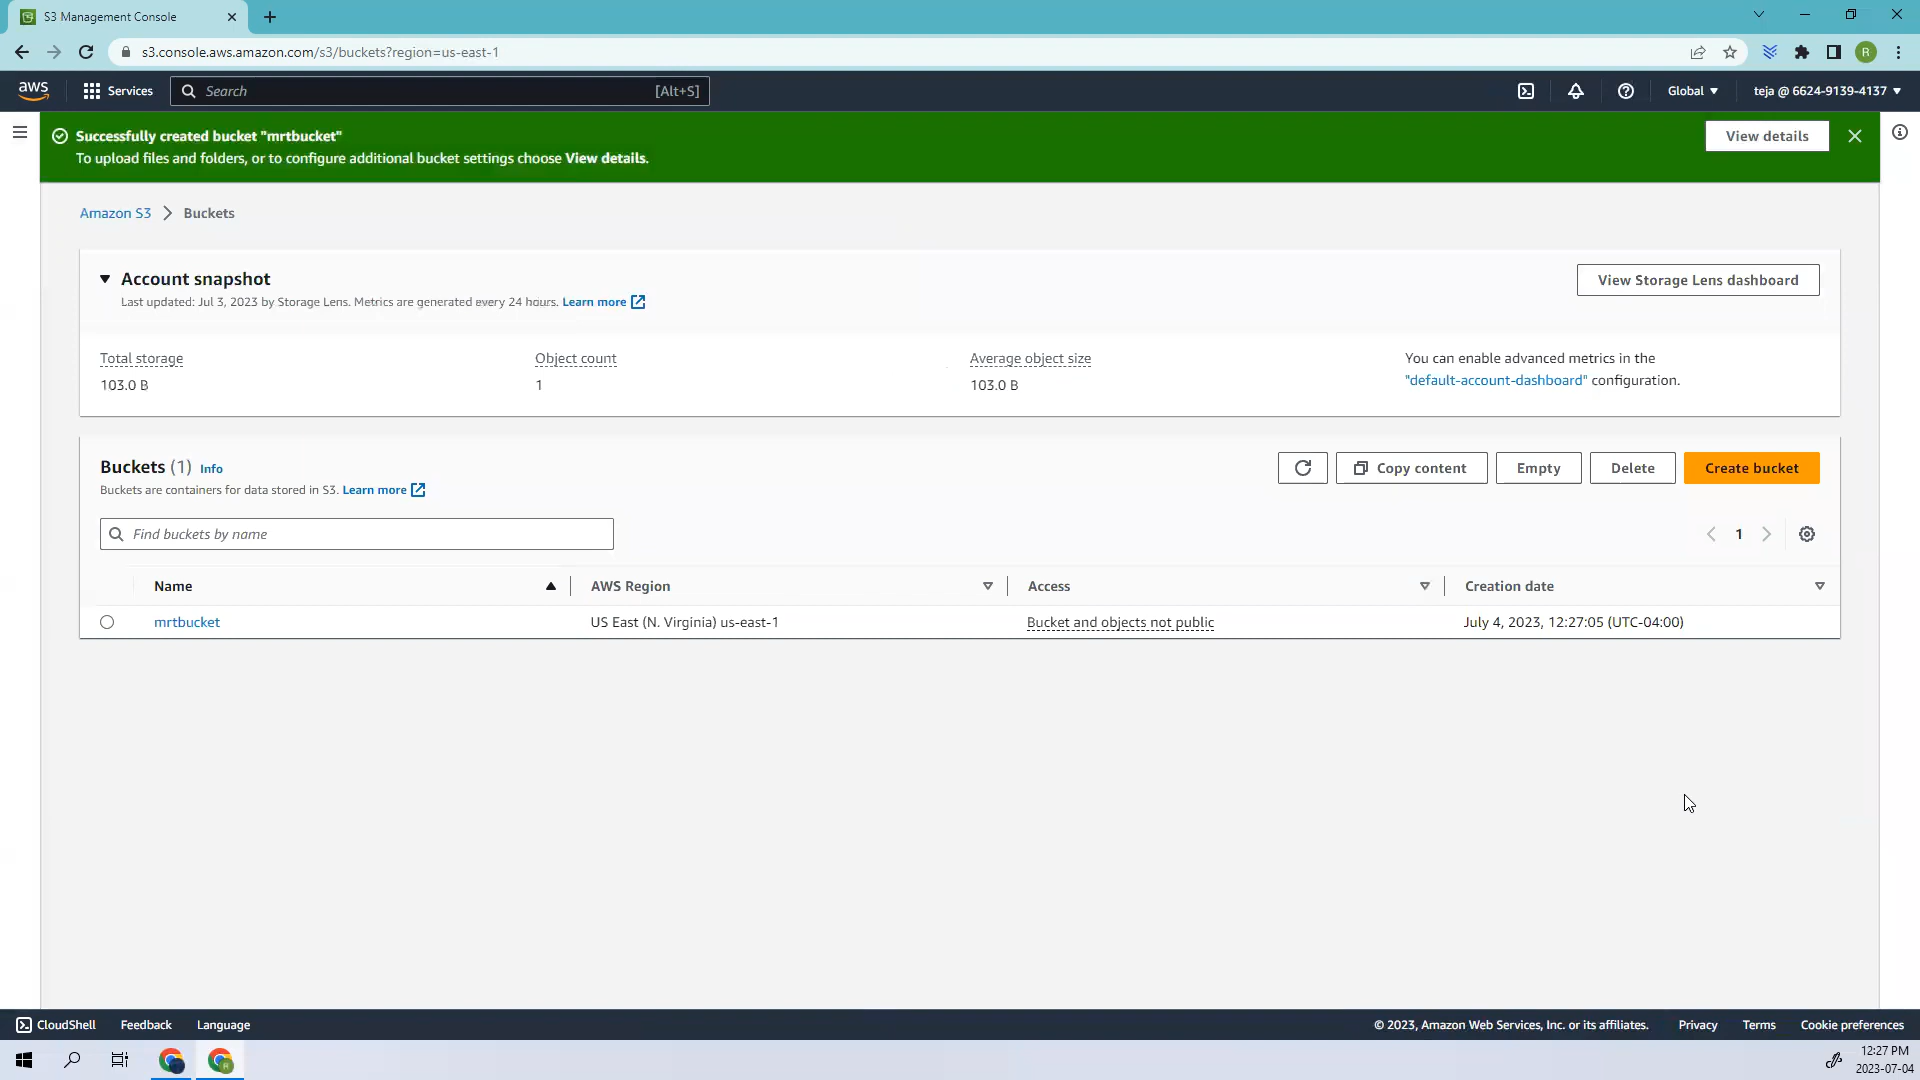 S3 Management Console
s3.console.aws.amazon.com/s3/buckets?region=us-east-1
R
aws
Services
Search
[Alt+S]
Global
teja @ 6624-9139-4137
Successfully created bucket "mrtbucket"
To upload files and folders, or to configure additional bucket settings choose View details.
View details
Amazon S3
Buckets
Account snapshot
Last updated: Jul 3, 2023 by Storage Lens. Metrics are generated every 24 hours. Learn more
View Storage Lens dashboard
Total storage
103.0 B
Object count
1
Average object size
103.0 B
You can enable advanced metrics in the
"default-account-dashboard" configuration.
Buckets (1) Info
Buckets are containers for data stored in S3. Learn more
Copy content
Empty
Delete
Create bucket
Find buckets by name
1
Name
AWS Region
Access
Creation date
mrtbucket
US East (N. Virginia) us-east-1
Bucket and objects not public
July 4, 2023, 12:27:05 (UTC-04:00)
CloudShell
Feedback
Language
© 2023, Amazon Web Services, Inc. or its affiliates.
Privacy
Terms
Cookie preferences
12:27 PM
2023-07-04